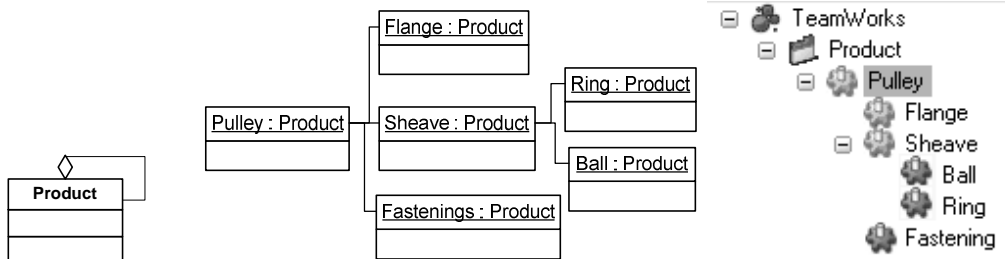 Product
Flange : Product
Pulley : Product
Sheave : Product
Fastenings : Product
Ring : Product
Ball : Product
TeamWorks
Product
Pulley
Flange
Sheave
Ball
Ring
Fastening